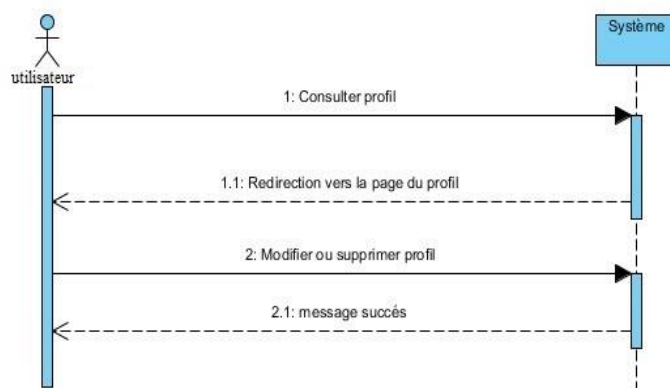 Système
utilisateur
1: Consulter profil
1.1: Redirection vers la page du profil
2: Modifier ou supprimer profil
2.1: message succés